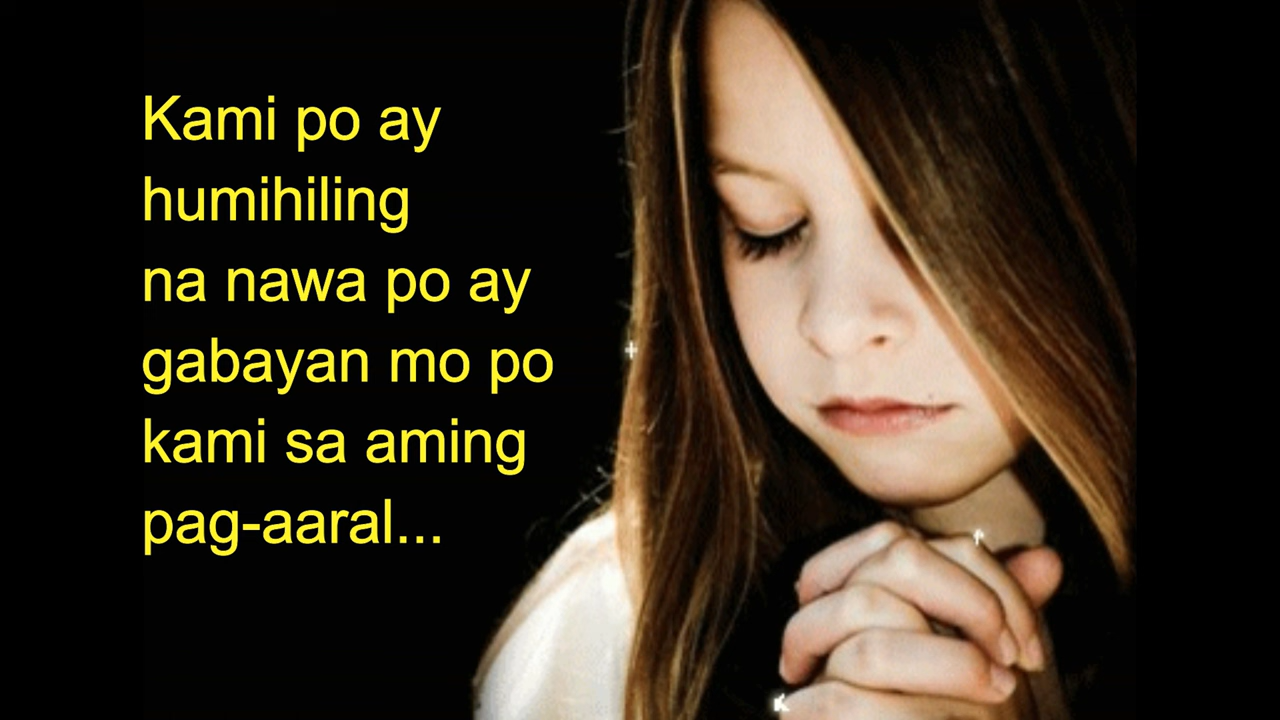 Kami po ay
humihiling
na nawa po ay
gabayan mo po
kami sa aming
pag-aaral...